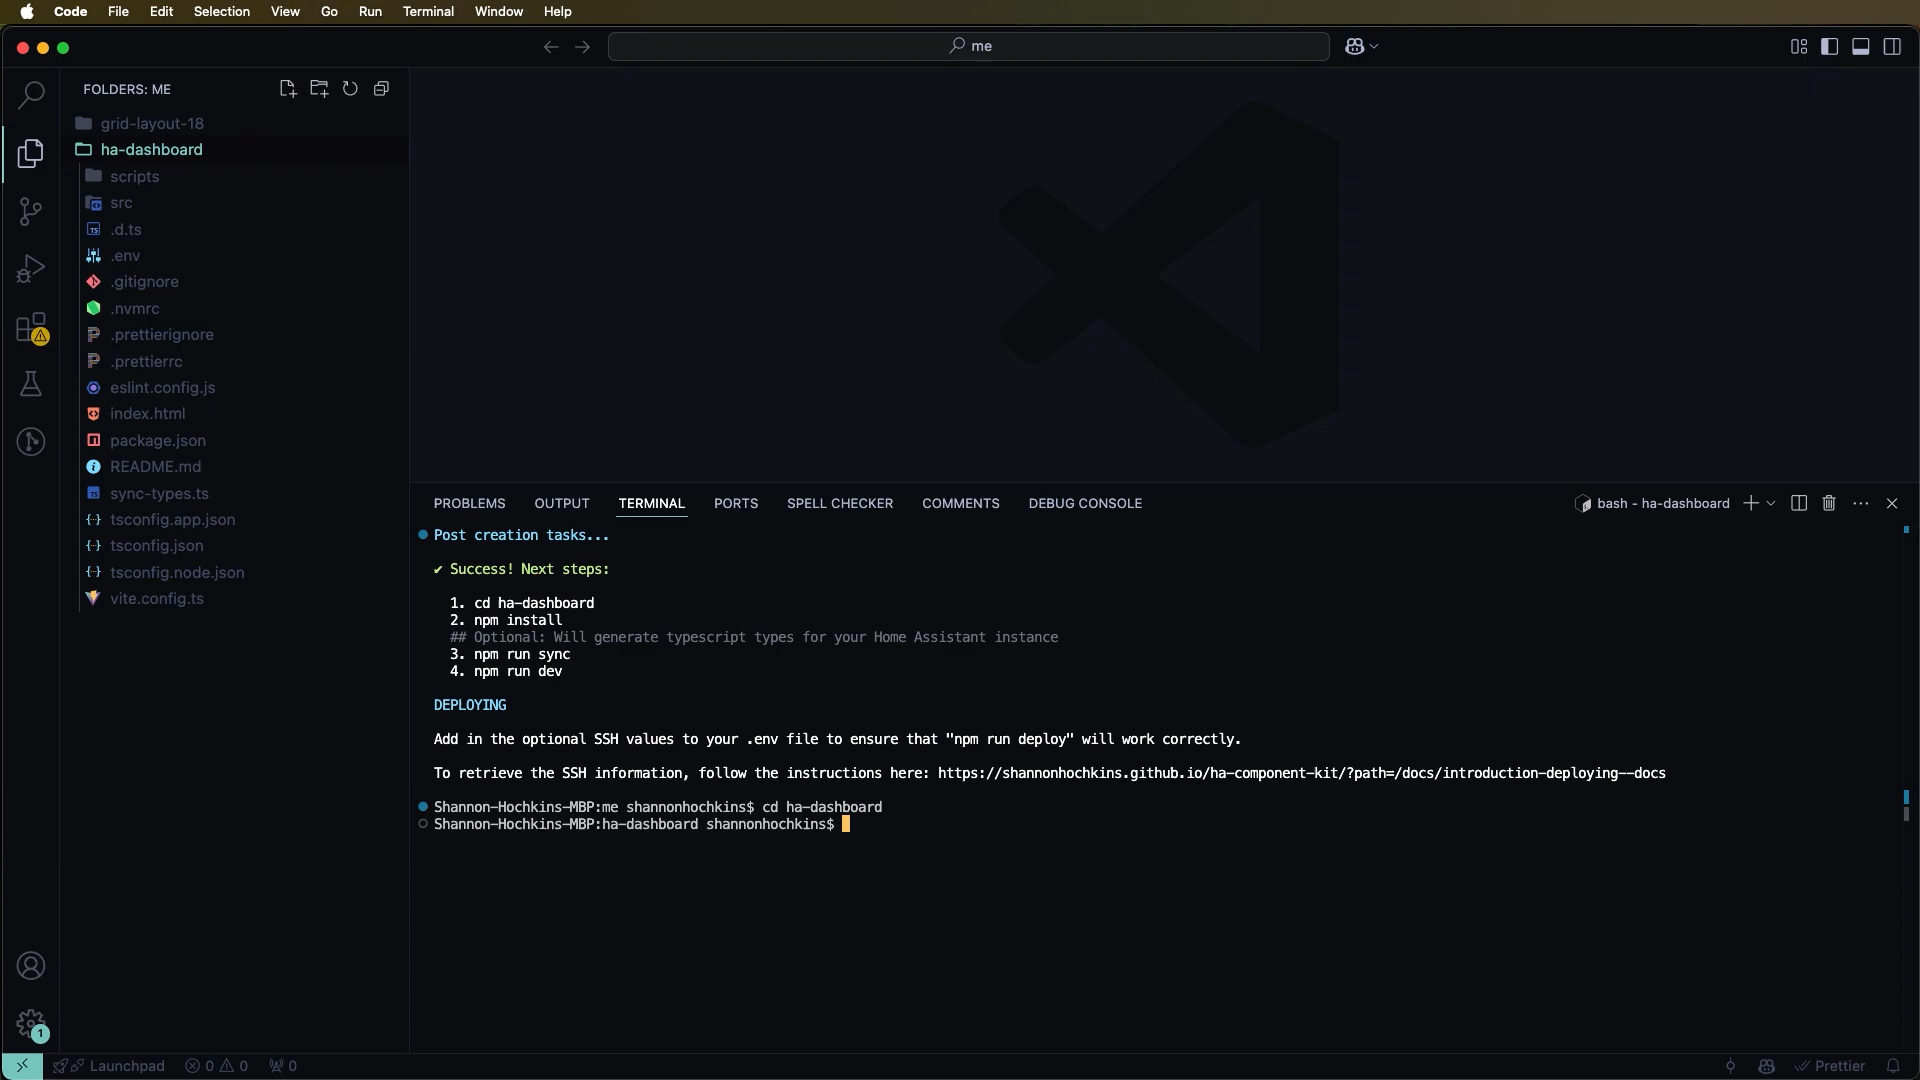 Code File Edit Selection View Go Run Terminal Window Help
me
FOLDERS: ME
grid-layout-18
ha-dashboard
scripts
src
.d.ts
.env
.gitignore
.nvmrc
.prettierignore
.prettierrc
eslint.config.js
index.html
package.json
README.md
sync-types.ts
tsconfig.app.json
tsconfig.json
tsconfig.node.json
vite.config.ts
PROBLEMS OUTPUT TERMINAL PORTS SPELL CHECKER COMMENTS DEBUG CONSOLE bash - ha-dashboard
Post creation tasks...
✔ Success! Next steps:
1. cd ha-dashboard
2. npm install
## Optional: Will generate typescript types for your Home Assistant instance
3. npm run sync
4. npm run dev
DEPLOYING
Add in the optional SSH values to your .env file to ensure that "npm run deploy" will work correctly.
To retrieve the SSH information, follow the instructions here: https://shannonhochkins.github.io/ha-component-kit/?path=/docs/introduction-deploying--docs
Shannon-Hochkins-MBP:me shannonhochkins$ cd ha-dashboard
Shannon-Hochkins-MBP:ha-dashboard shannonhochkins$
1
Launchpad 0 0 0 Prettier